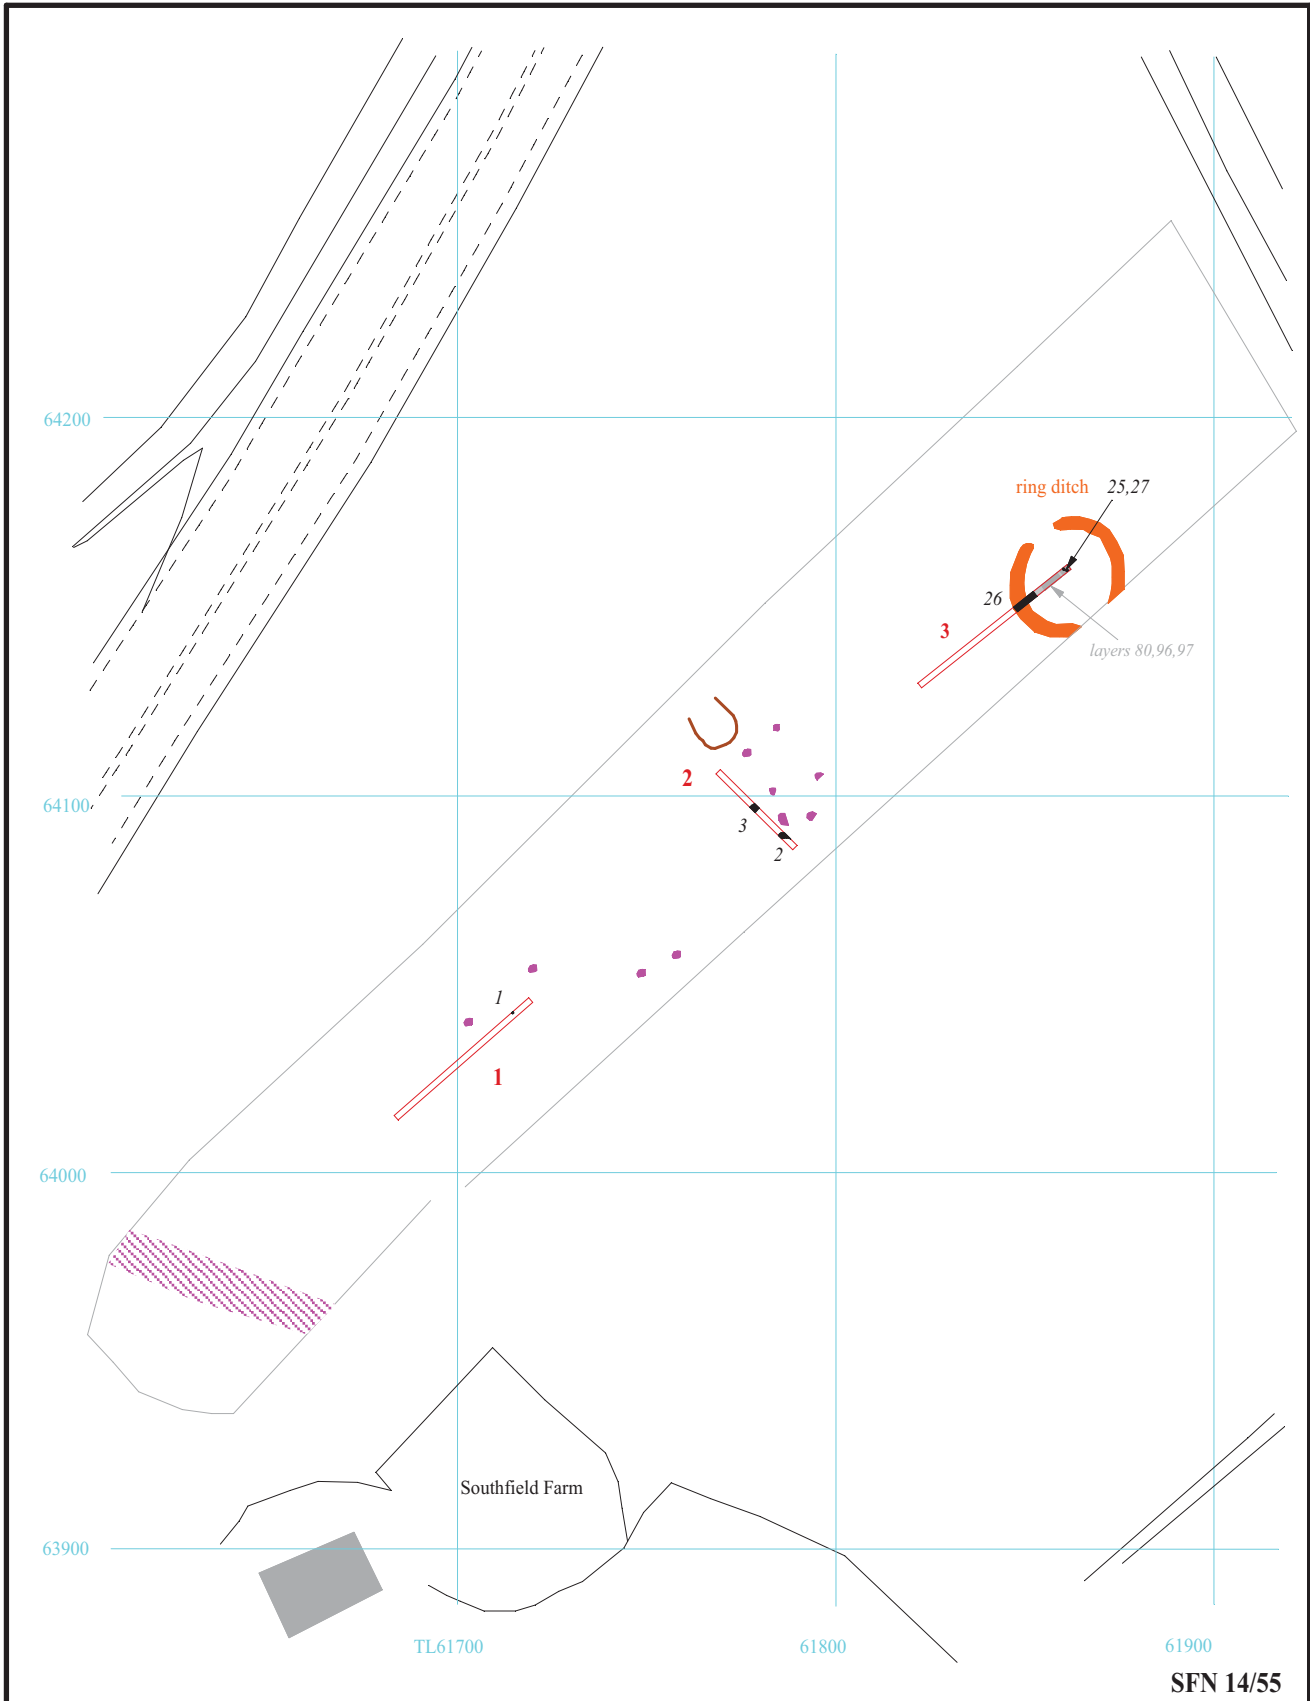 64200
ring ditch 25,27
26
3
layers 80,96,97
2
64100
3
2
1
1
64000
Southfield Farm
63900
TL61700
61800
61900
SFN 14/55